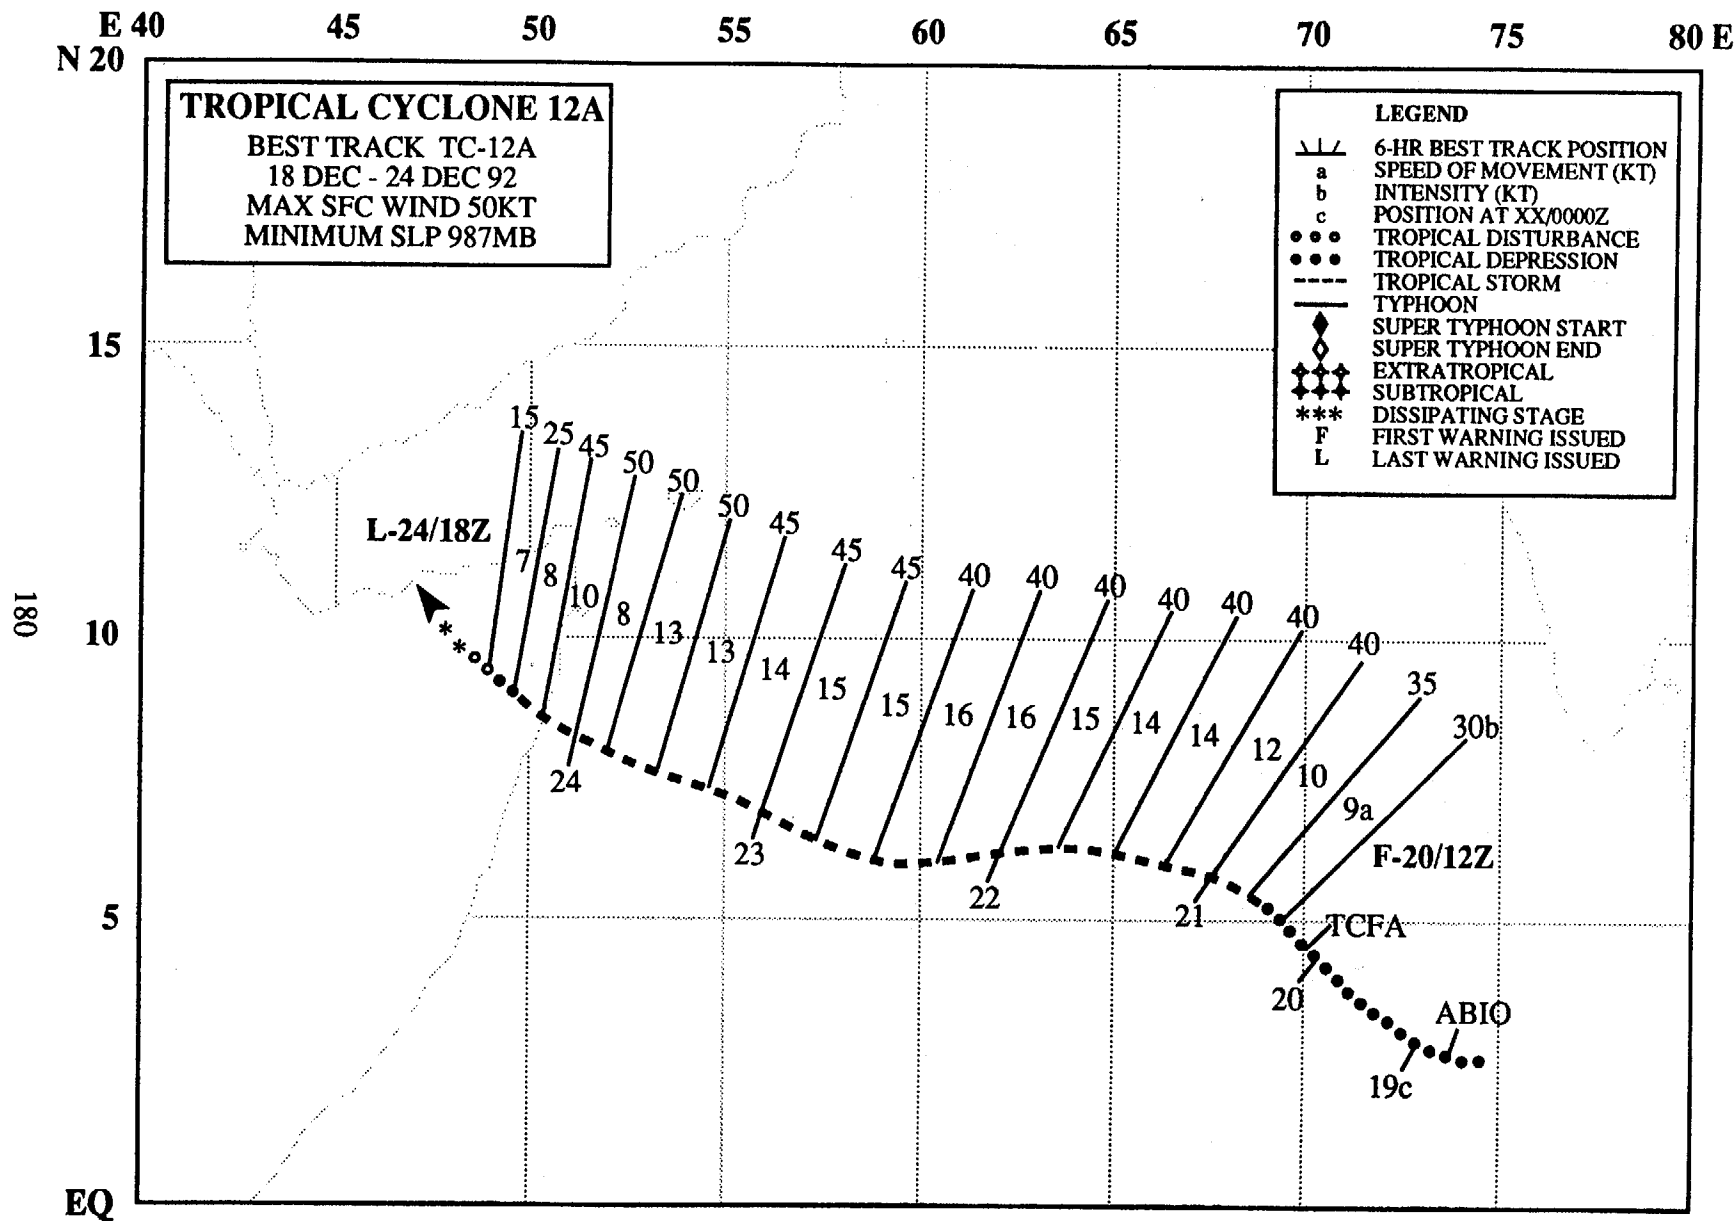 E 40 45 50 55 60 65 70 75 80 E
N 20
TROPICAL CYCLONE 12A
BEST TRACK TC-12A
18 DEC - 24 DEC 92
MAX SFC WIND 50KT
MINIMUM SLP 987MB
LEGEND
6-HR BEST TRACK POSITION
a SPEED OF MOVEMENT (KT)
b INTENSITY (KT)
c POSITION AT XX/0000Z
TROPICAL DISTURBANCE
TROPICAL DEPRESSION
TROPICAL STORM
TYPHOON
SUPER TYPHOON START
SUPER TYPHOON END
EXTRATROPICAL
SUBTROPICAL
*** DISSIPATING STAGE
F FIRST WARNING ISSUED
L LAST WARNING ISSUED
15
15 25 45 50 50 50 45 45 45 40 40 40 40 40 40 40 35 30b
L-24/18Z
7 8 10 8 13 13 14 15 15 16 16 15 14 14 12 10 9a
180
10
F-20/12Z
24 23 22 21
5
TCFA
20
ABIO
19c
EQ